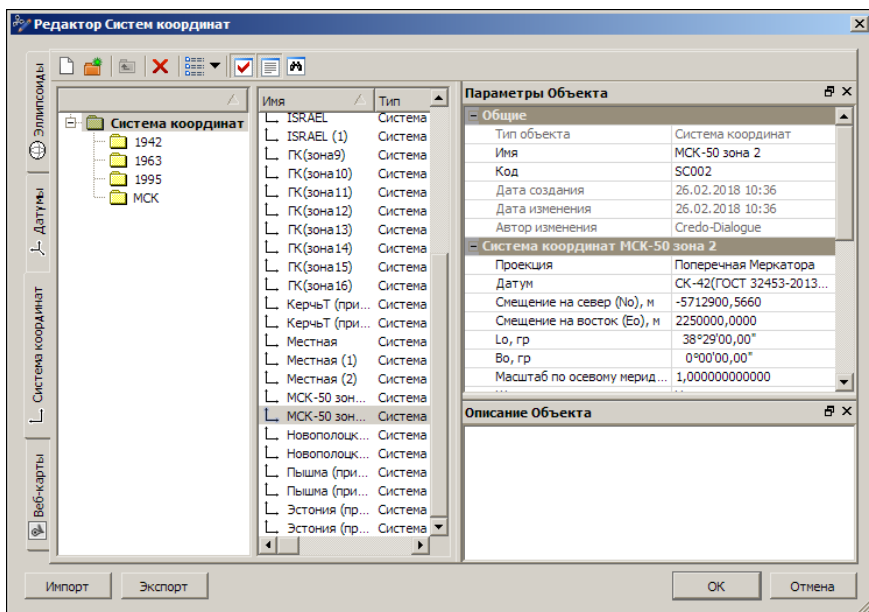 Редактор Систем координат
Эллипсоиды
Датумы
Система координат
Веб-карты
Система координат
1942
1963
1995
МСК
Имя Тип
ISRAEL Система
ISRAEL (1) Система
ГК(зона9) Система
ГК(зона10) Система
ГК(зона11) Система
ГК(зона12) Система
ГК(зона13) Система
ГК(зона14) Система
ГК(зона15) Система
ГК(зона16) Система
КерчьТ (при... Система
КерчьТ (при... Система
Местная Система
Местная (1) Система
Местная (2) Система
МСК-50 зон... Система
МСК-50 зон... Система
Новополоцк... Система
Новополоцк... Система
Пышма (при... Система
Пышма (при... Система
Эстония (пр... Система
Эстония (пр... Система
Параметры Объекта
Общие
Тип объекта Система координат
Имя МСК-50 зона 2
Код SC002
Дата создания 26.02.2018 10:36
Дата изменения 26.02.2018 10:36
Автор изменения Credo-Dialogue
Система координат МСК-50 зона 2
Проекция Поперечная Меркатора
Датум СК-42(ГОСТ 32453-2013...
Смещение на север (No), м -5712900,5660
Смещение на восток (Eo), м 2250000,0000
Lo, гр 38°29'00,00"
Bo, гр 0°00'00,00"
Масштаб по осевому мерид... 1,000000000000
Описание Объекта
Импорт Экспорт OK Отмена